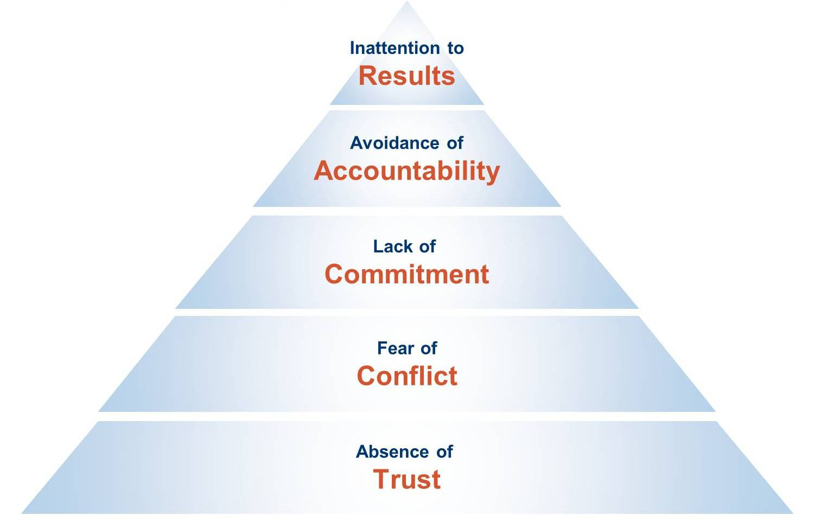 Inattention to
Results
Avoidance of
Accountability
Lack of
Commitment
Fear of
Conflict
Absence of
Trust